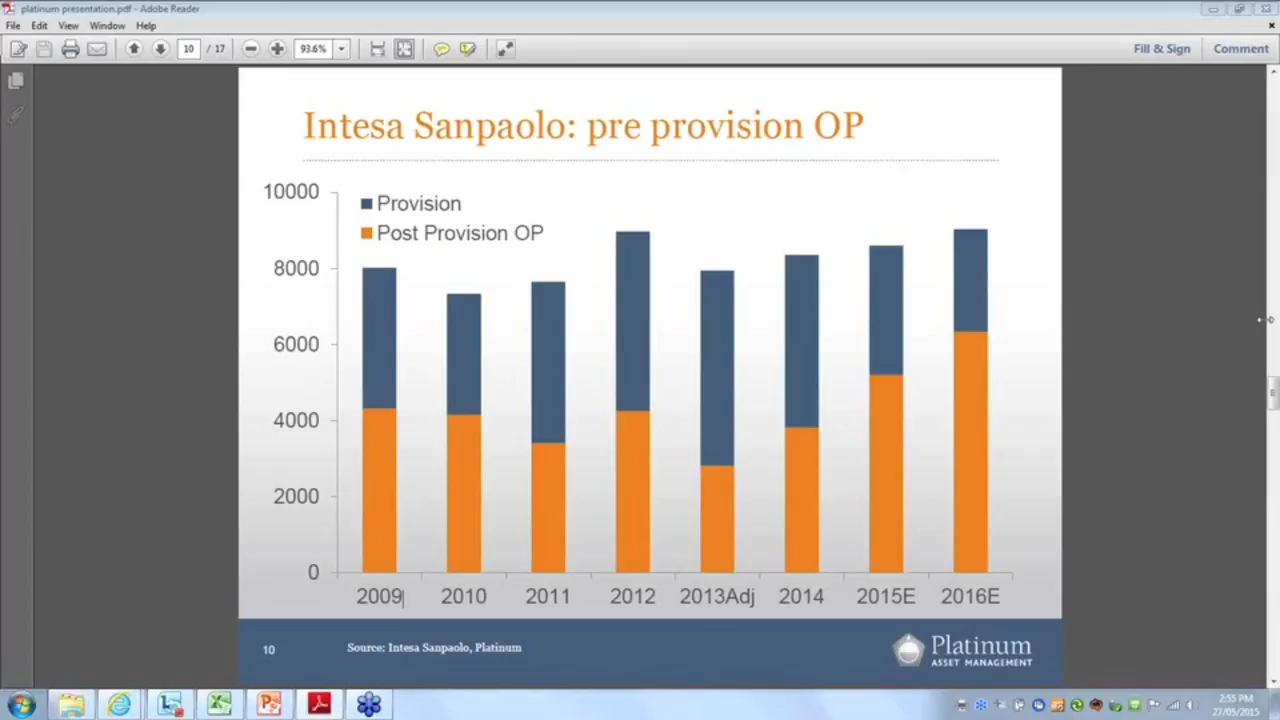 platinum presentation.pdf - Adobe Reader
File Edit View Window Help
10 / 17 93.6% Fill & Sign Comment
Intesa Sanpaolo: pre provision OP
10000
Provision
Post Provision OP
8000
6000
4000
2000
0
2009 2010 2011 2012 2013Adj 2014 2015E 2016E
10 Source: Intesa Sanpaolo, Platinum
Platinum
ASSET MANAGEMENT
2:55 PM
27/05/2015